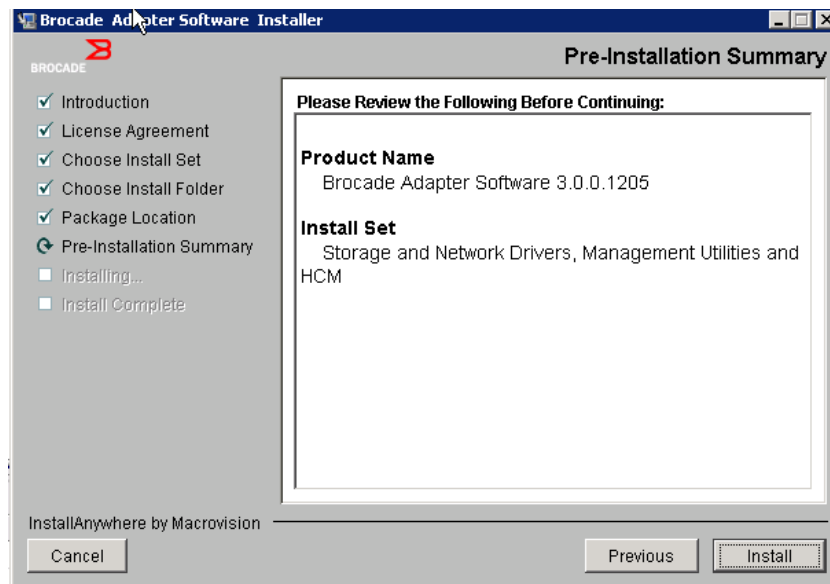 Brocade Adapter Software Installer
BROCADE
Pre-Installation Summary
Introduction
License Agreement
Choose Install Set
Choose Install Folder
Package Location
Pre-Installation Summary
Installing...
Install Complete
Please Review the Following Before Continuing:
Product Name
Brocade Adapter Software 3.0.0.1205
Install Set
Storage and Network Drivers, Management Utilities and
HCM
InstallAnywhere by Macrovision
Cancel
Previous
Install